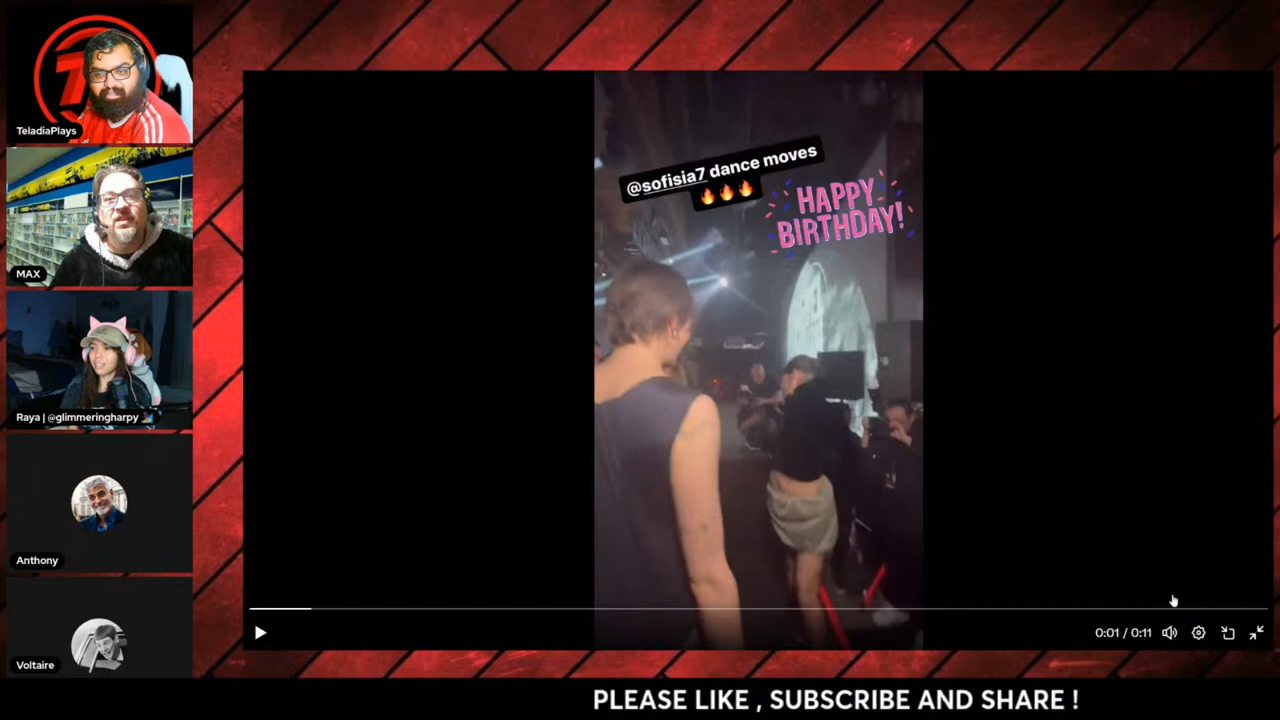 TeladiaPlays
MAX
Raya | @glimmeringharpy
Anthony
Voltaire
@sofisia7 dance moves
🔥🔥🔥
HAPPY
BIRTHDAY!
0:01 / 0:11
PLEASE LIKE , SUBSCRIBE AND SHARE !